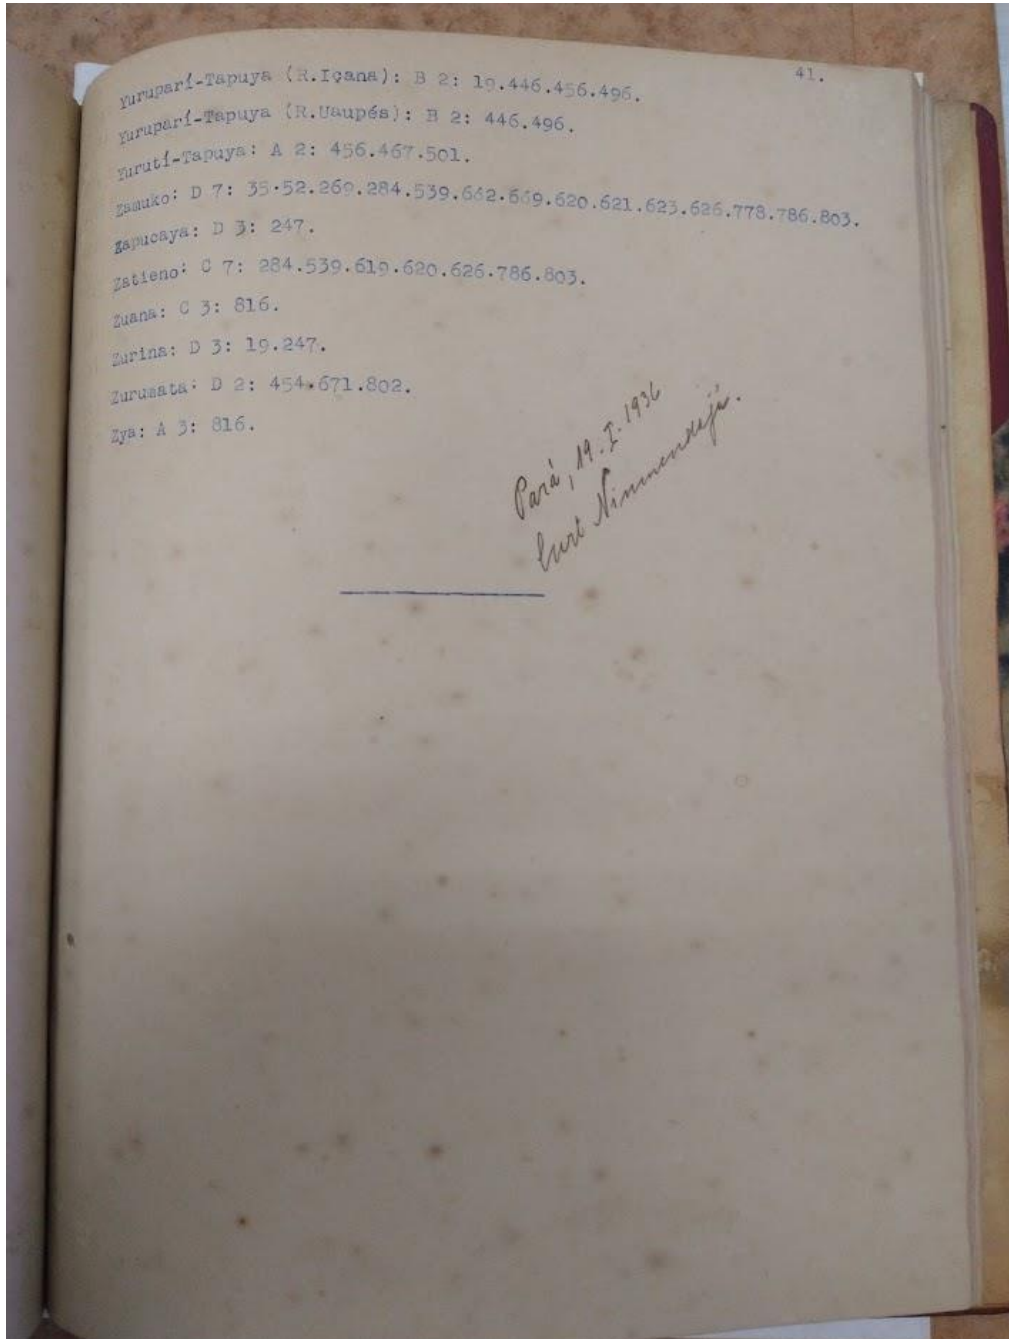 41.
Yuruparí-Tapuya (R.Içana): B 2: 19.446.456.496.
Yuruparí-Tapuya (R.Uaupés): B 2: 446.496.
Yurutí-Tapuya: A 2: 456.467.501.
Zamuko: D 7: 35.52.269.284.539.662.669.620.621.623.626.778.786.803.
Zapucaya: D 3: 247.
Zatieno: C 7: 284.539.619.620.626.786.803.
Zuana: C 3: 816.
Zurina: D 3: 19.247.
Zurumata: D 2: 454.671.802.
Zya: A 3: 816.
Pará, 19.I.1936
Curt Nimuendajú.